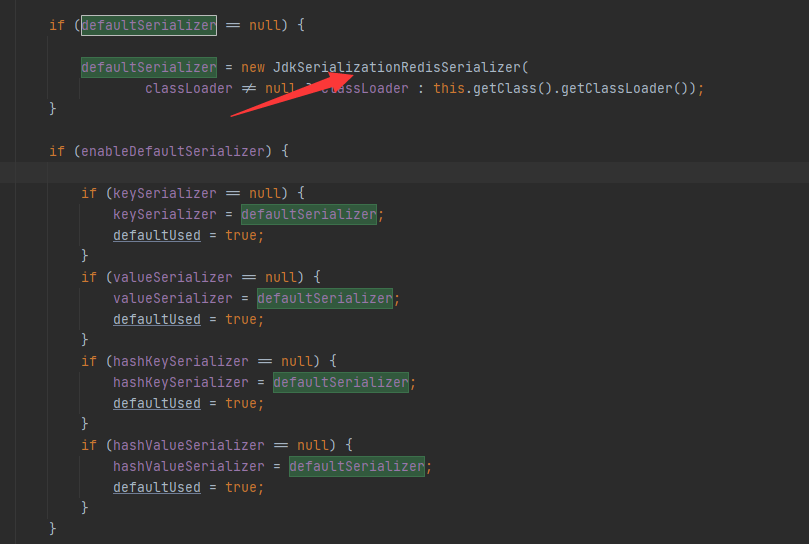 if (defaultSerializer == null) {
defaultSerializer = new JdkSerializationRedisSerializer(
classLoader ≠ null ? classLoader : this.getClass().getClassLoader());
}
if (enableDefaultSerializer) {
if (keySerializer == null) {
keySerializer = defaultSerializer;
defaultUsed = true;
}
if (valueSerializer == null) {
valueSerializer = defaultSerializer;
defaultUsed = true;
}
if (hashKeySerializer == null) {
hashKeySerializer = defaultSerializer;
defaultUsed = true;
}
if (hashValueSerializer == null) {
hashValueSerializer = defaultSerializer;
defaultUsed = true;
}
}